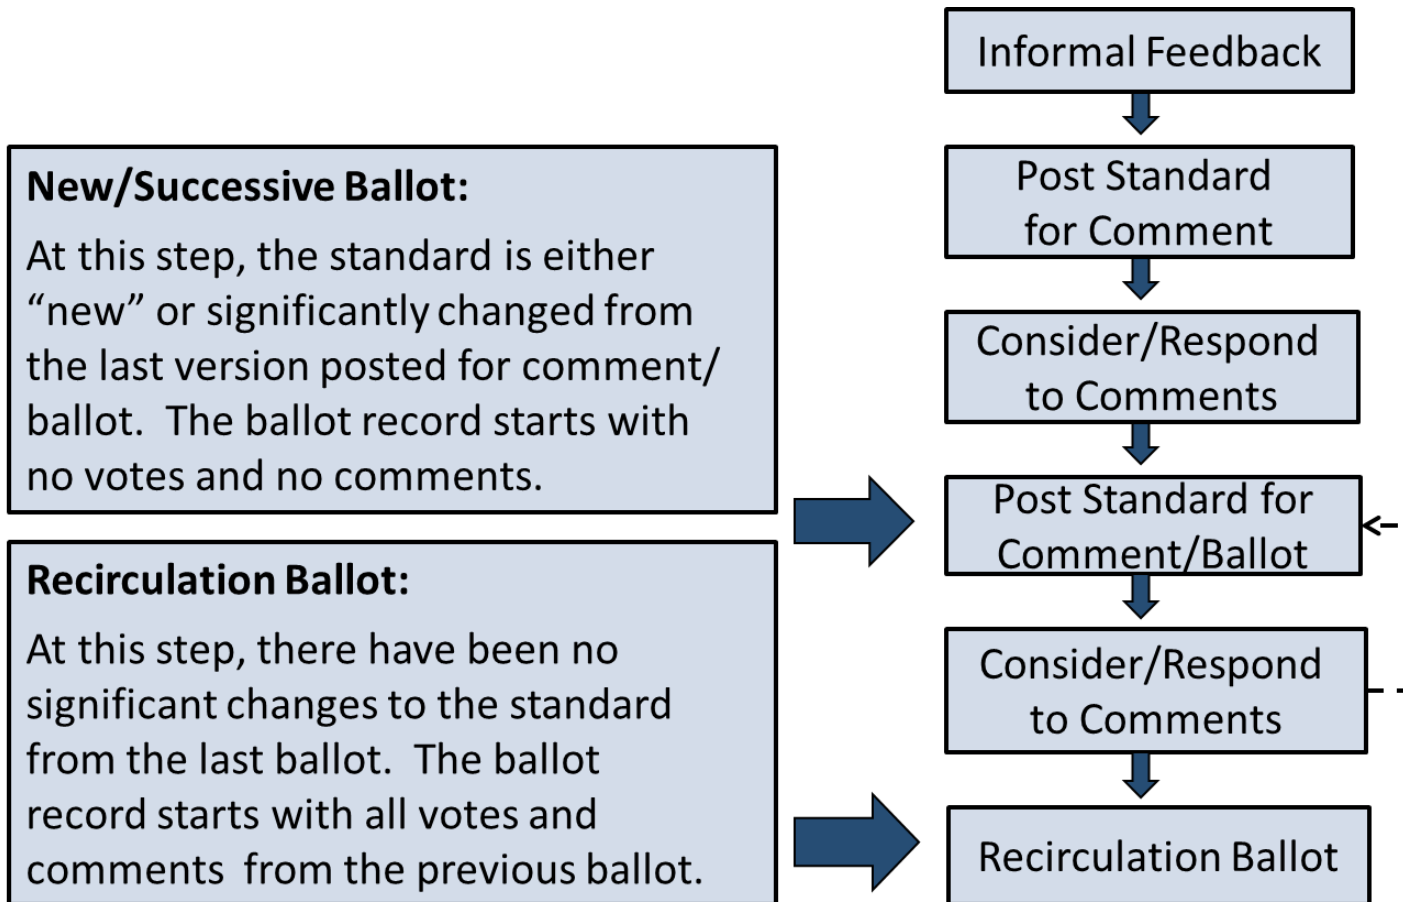 New/Successive Ballot:
At this step, the standard is either
“new” or significantly changed from
the last version posted for comment/
ballot.  The ballot record starts with
no votes and no comments.
Recirculation Ballot:
At this step, there have been no
significant changes to the standard
from the last ballot.  The ballot
record starts with all votes and
comments  from the previous ballot.
Informal Feedback
Post Standard
for Comment
Consider/Respond
to Comments
Post Standard for
Comment/Ballot
Consider/Respond
to Comments
Recirculation Ballot